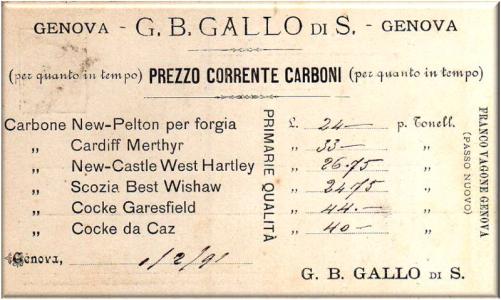 GENOVA - G. B. GALLO DI S. - GENOVA
(per quanto in tempo) PREZZO CORRENTE CARBONI (per quanto in tempo)
Carbone New-Pelton per forgia £. 24— p. Tonell.
„ Cardiff Merthyr „ 33— „
„ New-Castle West Hartley „ 26.75 „
„ Scozia Best Wishaw „ 24.75 „
„ Cocke Garesfield „ 44.— „
„ Cocke da Caz „ 40— „
PRIMARIE QUALITÀ
FRANCO VAGONE GENOVA
(PASSO NUOVO)
Genova, 1/2/91
G. B. GALLO DI S.